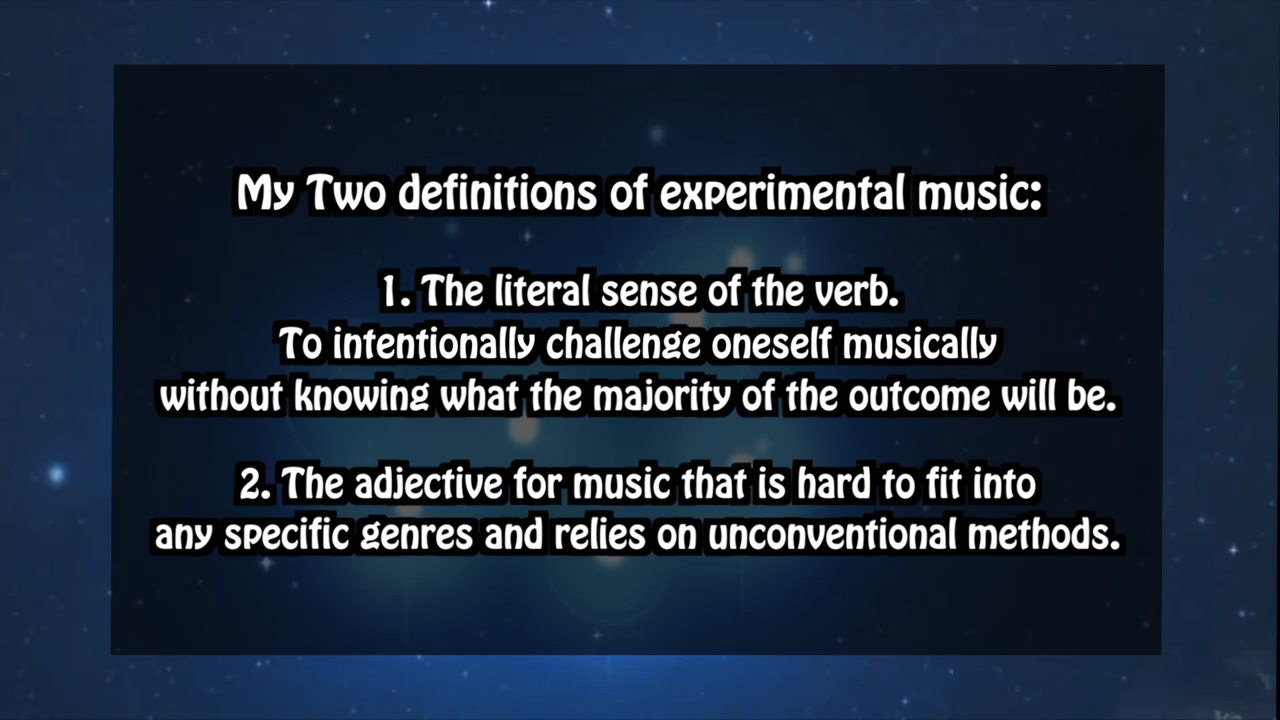 My Two definitions of experimental music:
1. The literal sense of the verb.
To intentionally challenge oneself musically
without knowing what the majority of the outcome will be.
2. The adjective for music that is hard to fit into
any specific genres and relies on unconventional methods.